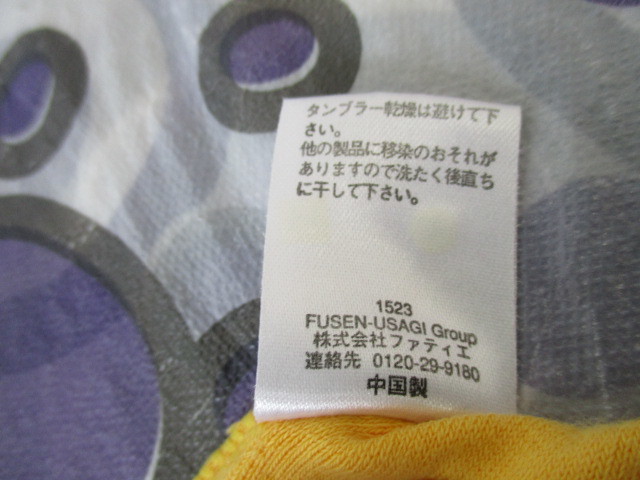 タンブラー乾燥は避けて下
さい。
他の製品に移染のおそれが
ありますので洗たく後直ち
に干して下さい。
1523
FUSEN-USAGI Group
株式会社ファティエ
連絡先 0120-29-9180
中国製